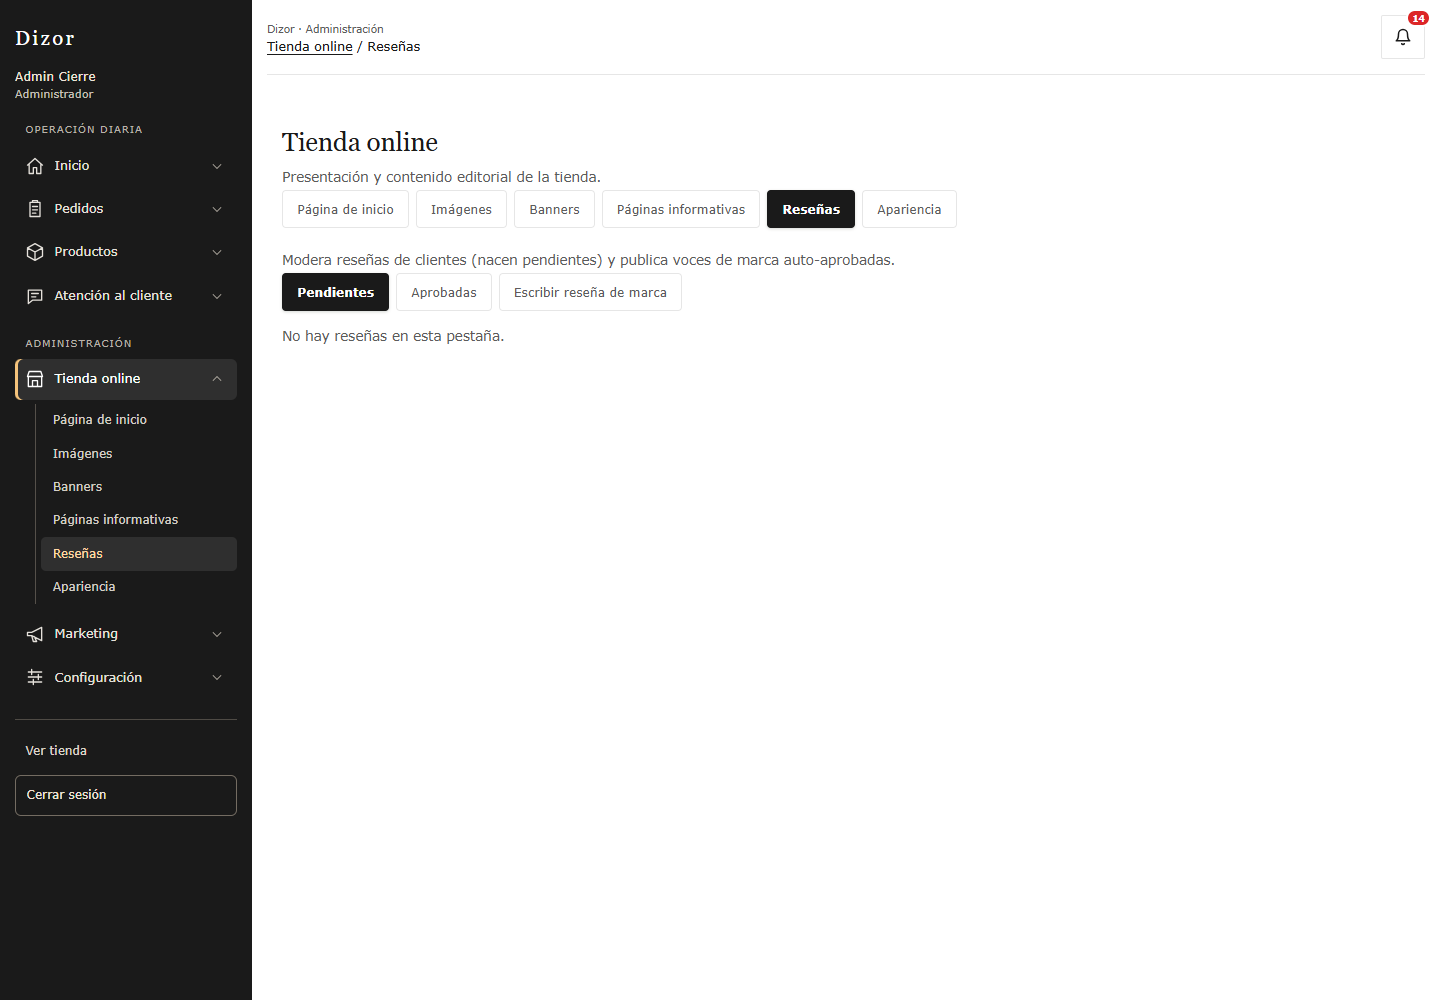 Dizor
Admin Cierre
Administrador
OPERACIÓN DIARIA
Inicio
Pedidos
Productos
Atención al cliente
ADMINISTRACIÓN
Tienda online
Página de inicio
Imágenes
Banners
Páginas informativas
Reseñas
Apariencia
Marketing
Configuración
Ver tienda
Cerrar sesión
Dizor · Administración
Tienda online / Reseñas
14
Tienda online
Presentación y contenido editorial de la tienda.
Página de inicio Imágenes Banners Páginas informativas Reseñas Apariencia
Modera reseñas de clientes (nacen pendientes) y publica voces de marca auto-aprobadas.
Pendientes Aprobadas Escribir reseña de marca
No hay reseñas en esta pestaña.